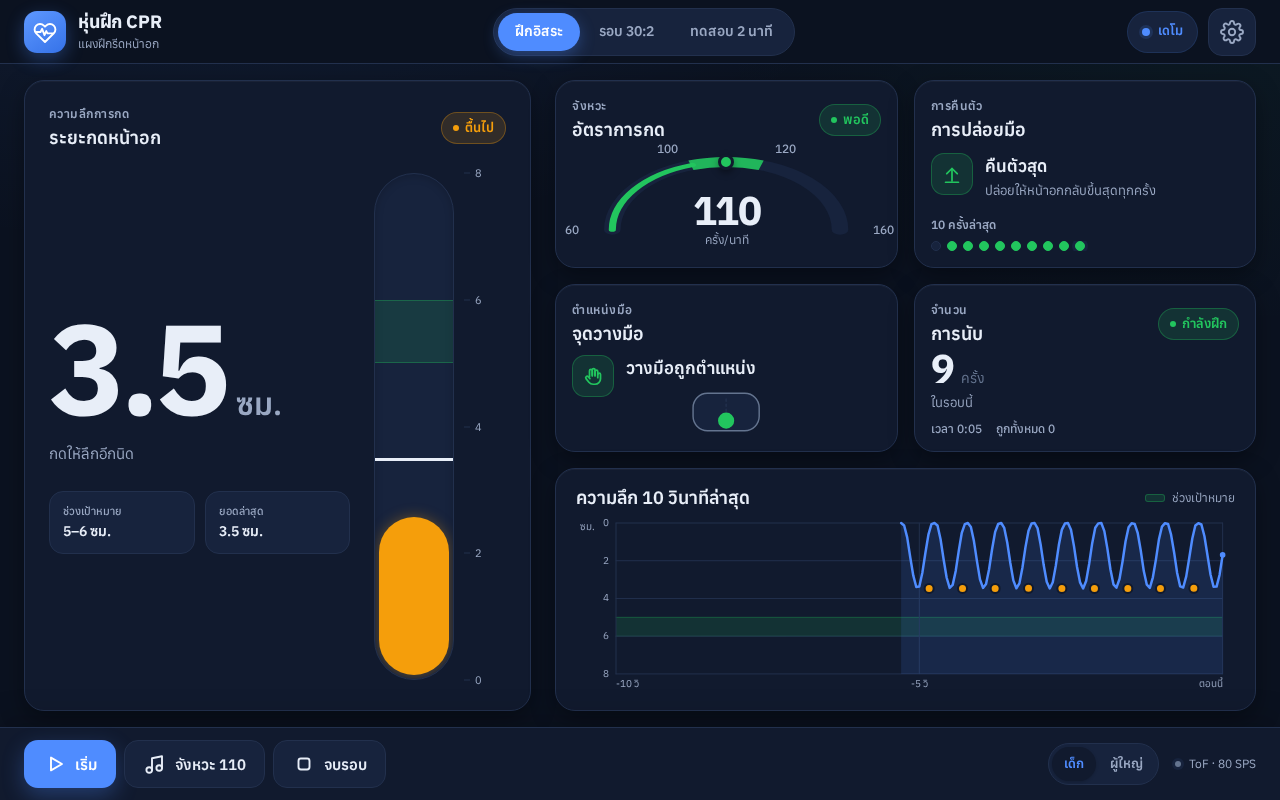 หุ่นฝึก CPR
แผงฝึกรีดหน้าอก
ฝึกอิสระ
รอบ 30:2
ทดสอบ 2 นาที
เดโม
ความลึกการกด
ระยะกดหน้าอก
ตื้นไป
3.5 ซม.
กดให้ลึกอีกนิด
ช่วงเป้าหมาย
5–6 ซม.
ยอดล่าสุด
3.5 ซม.
8
6
4
2
0
จังหวะ
อัตราการกด
พอดี
100
120
60
160
110
ครั้ง/นาที
การคืนตัว
การปล่อยมือ
คืนตัวสุด
ปล่อยให้หน้าอกกลับขึ้นสุดทุกครั้ง
10 ครั้งล่าสุด
ตำแหน่งมือ
จุดวางมือ
วางมือถูกตำแหน่ง
จำนวน
การนับ
กำลังฝึก
9 ครั้ง
ในรอบนี้
เวลา 0:05 ถูกทั้งหมด 0
ความลึก 10 วินาทีล่าสุด
ช่วงเป้าหมาย
ซม.
0
2
4
6
8
-10 วิ
-5 วิ
ตอนนี้
เริ่ม
จังหวะ 110
จบรอบ
เด็ก
ผู้ใหญ่
ToF · 80 SPS